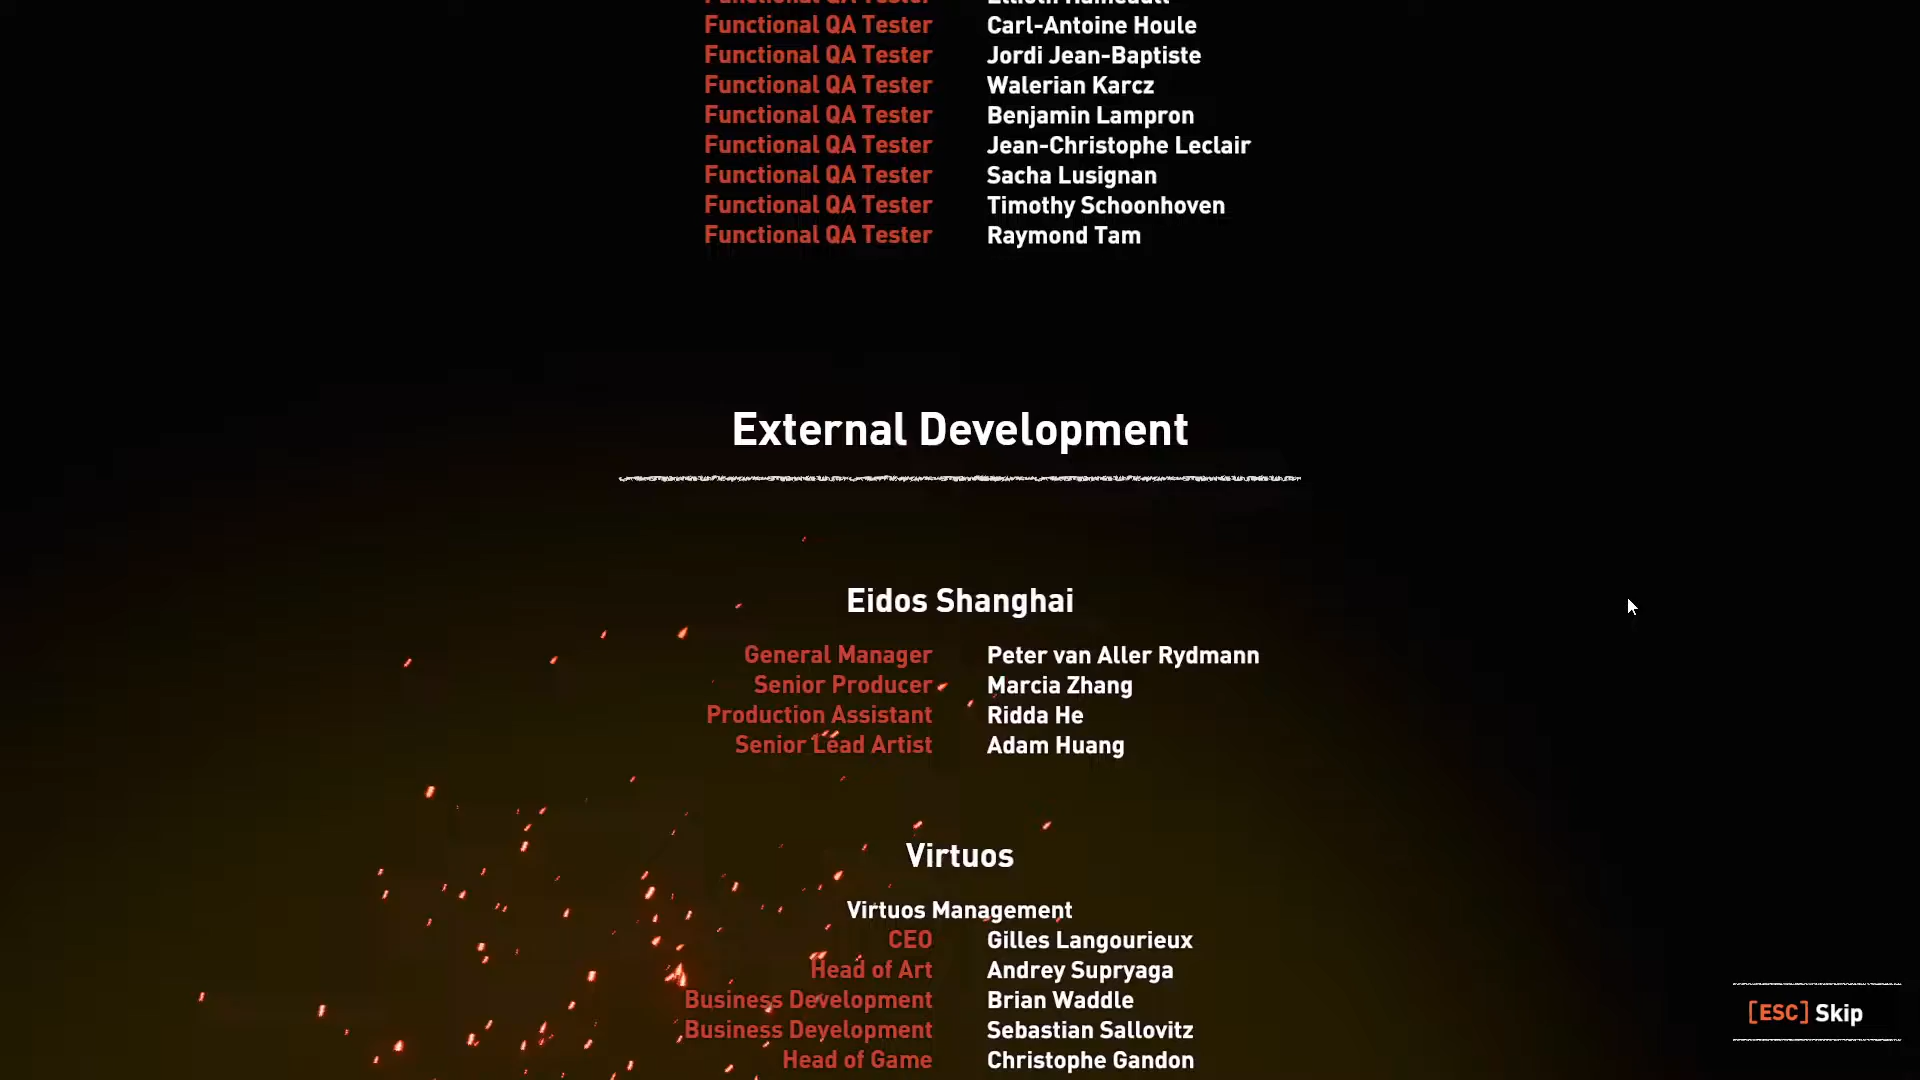 Functional QA Tester
Functional QA Tester Carl-Antoine Houle
Functional QA Tester Jordi Jean-Baptiste
Functional QA Tester Walerian Karcz
Functional QA Tester Benjamin Lampron
Functional QA Tester Jean-Christophe Leclair
Functional QA Tester Sacha Lusignan
Functional QA Tester Timothy Schoonhoven
Functional QA Tester Raymond Tam
External Development
Eidos Shanghai
General Manager Peter van Aller Rydmann
Senior Producer Marcia Zhang
Production Assistant Ridda He
Senior Lead Artist Adam Huang
Virtuos
Virtuos Management
CEO Gilles Langourieux
Head of Art Andrey Supryaga
Business Development Brian Waddle
Business Development Sebastian Sallovitz
Head of Game Christophe Gandon
[ESC] Skip